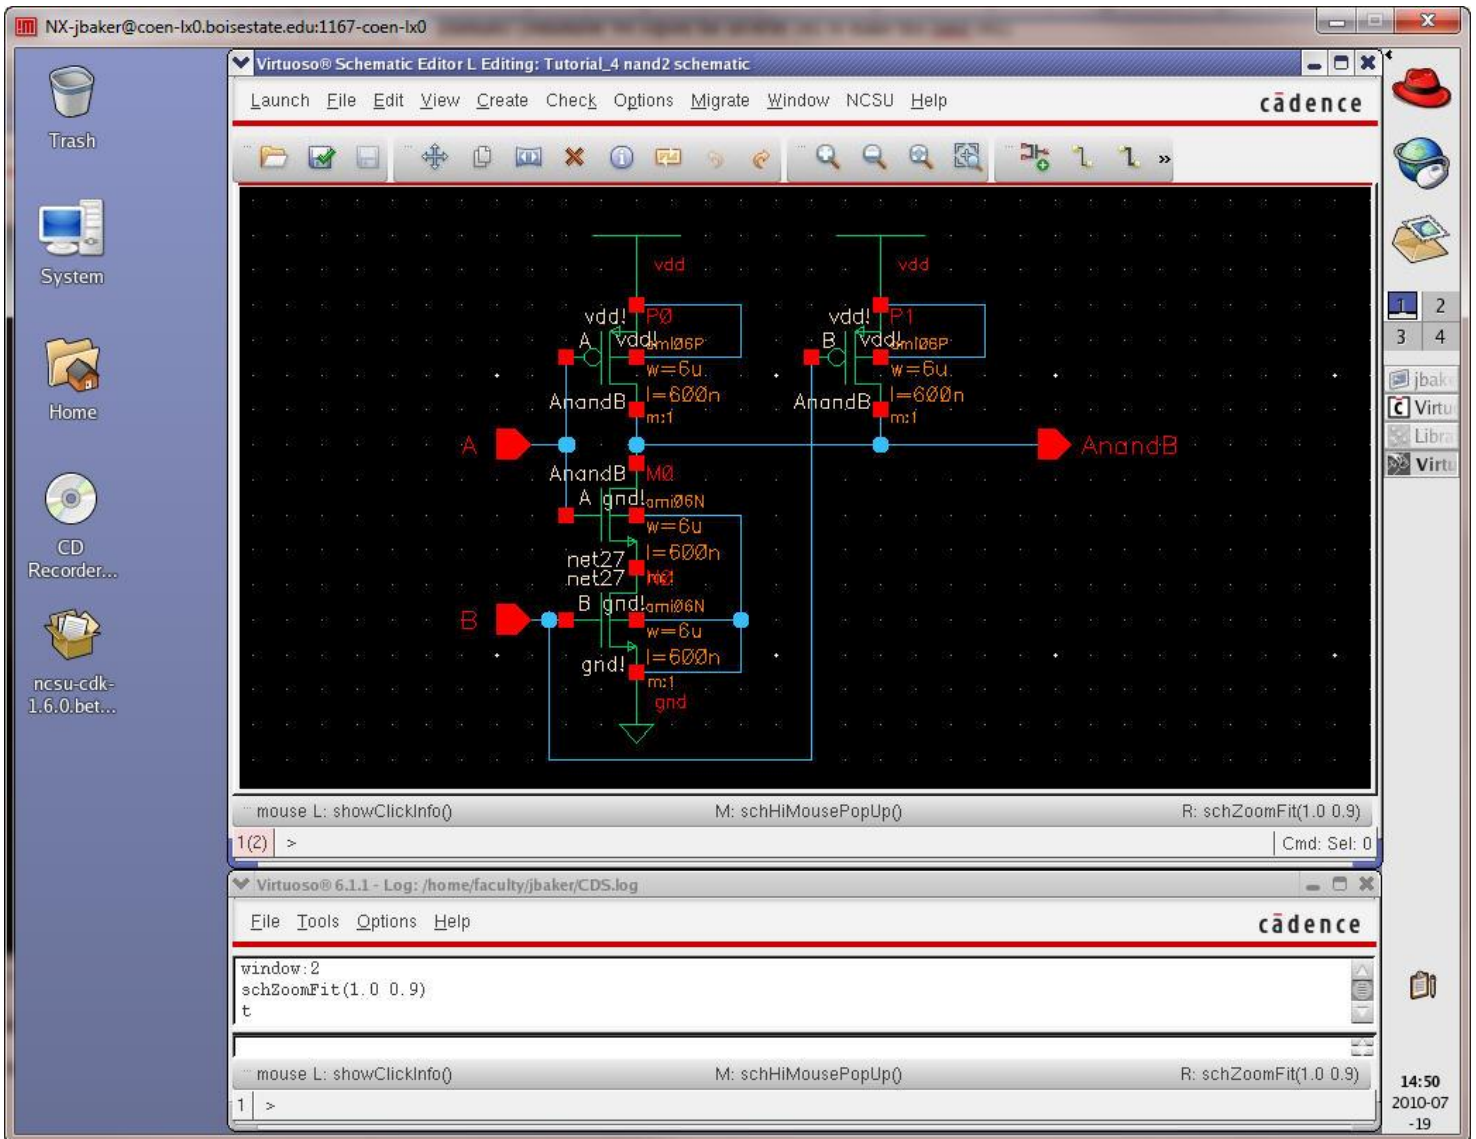 NX-jbaker@coen-lx0.boisestate.edu:1167-coen-lx0
Trash
System
Home
CD
Recorder...
ncsu-cdk-
1.6.0.bet...
Virtuoso® Schematic Editor L Editing: Tutorial_4 nand2 schematic
Launch File Edit View Create Check Options Migrate Window NCSU Help
cādence
»
vdd
vdd
vdd! P0
A vdd! ami06P
w=6u
l=600n
AnandB
m:1
vdd! P1
B vdd! ami06P
w=6u
l=600n
AnandB
m:1
A
AnandB
AnandB M0
A gnd! ami06N
w=6u
l=600n
net27
net27
B
B gnd! ami06N
w=6u
l=600n
gnd!
m:1
gnd
mouse L: showClickInfo() M: schHiMousePopUp() R: schZoomFit(1.0 0.9)
1(2) > Cmd: Sel: 0
Virtuoso® 6.1.1 - Log: /home/faculty/jbaker/CDS.log
File Tools Options Help
cādence
window:2
schZoomFit(1.0 0.9)
t
mouse L: showClickInfo() M: schHiMousePopUp() R: schZoomFit(1.0 0.9)
1 >
1 2
3 4
jbake
Virtu
Libra
Virtu
14:50
2010-07
-19